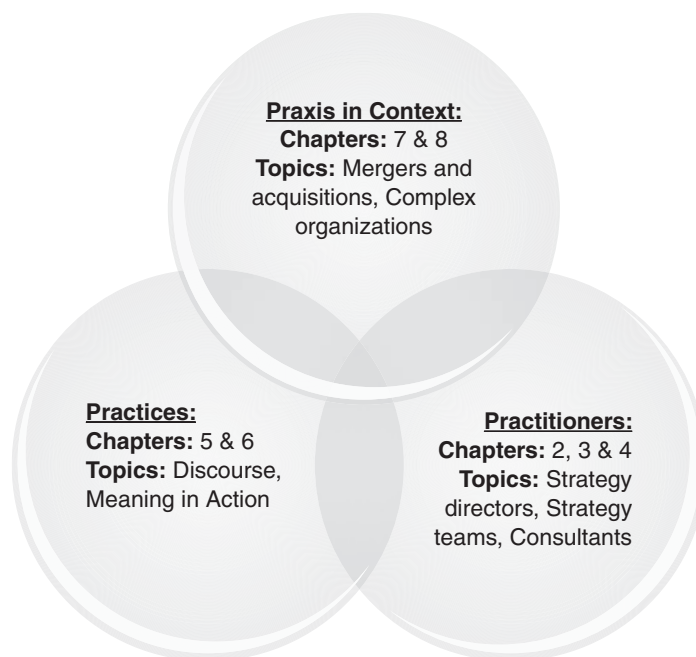 Praxis in Context:
Chapters: 7 & 8
Topics: Mergers and
acquisitions, Complex
organizations
Practices:
Chapters: 5 & 6
Topics: Discourse,
Meaning in Action
Practitioners:
Chapters: 2, 3 & 4
Topics: Strategy
directors, Strategy
teams, Consultants